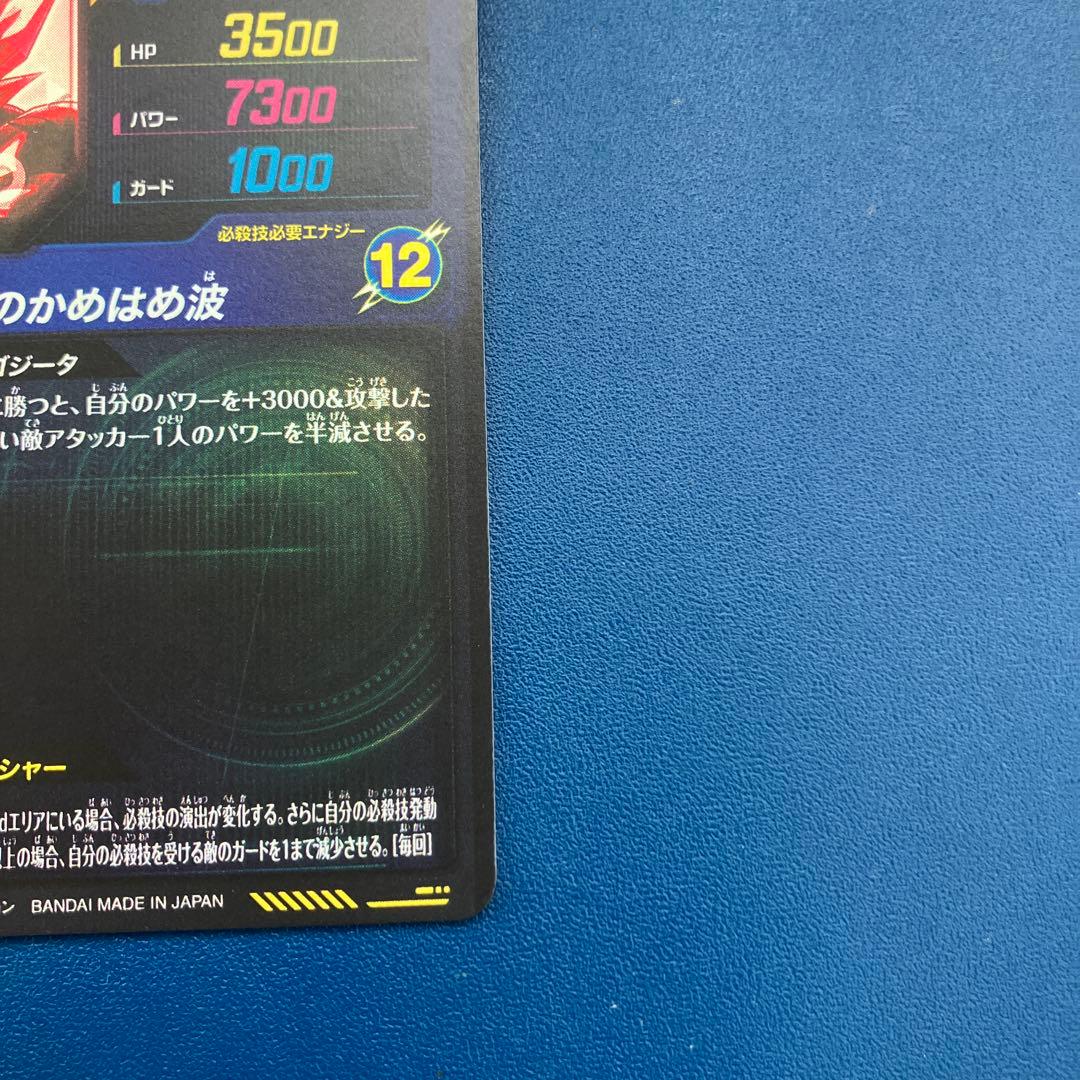 HP 3500
パワー 7300
ガード 1000
必殺技必要エナジー 12
のかめはめ波
ゴジータ
勝つと、自分のパワーを+3000&攻撃した
い敵アタッカー1人のパワーを半減させる。
シャー
dエリアにいる場合、必殺技の演出が変化する。さらに自分の必殺技発動
上の場合、自分の必殺技を受ける敵のガードを1まで減少させる。[毎回]
ン BANDAI MADE IN JAPAN